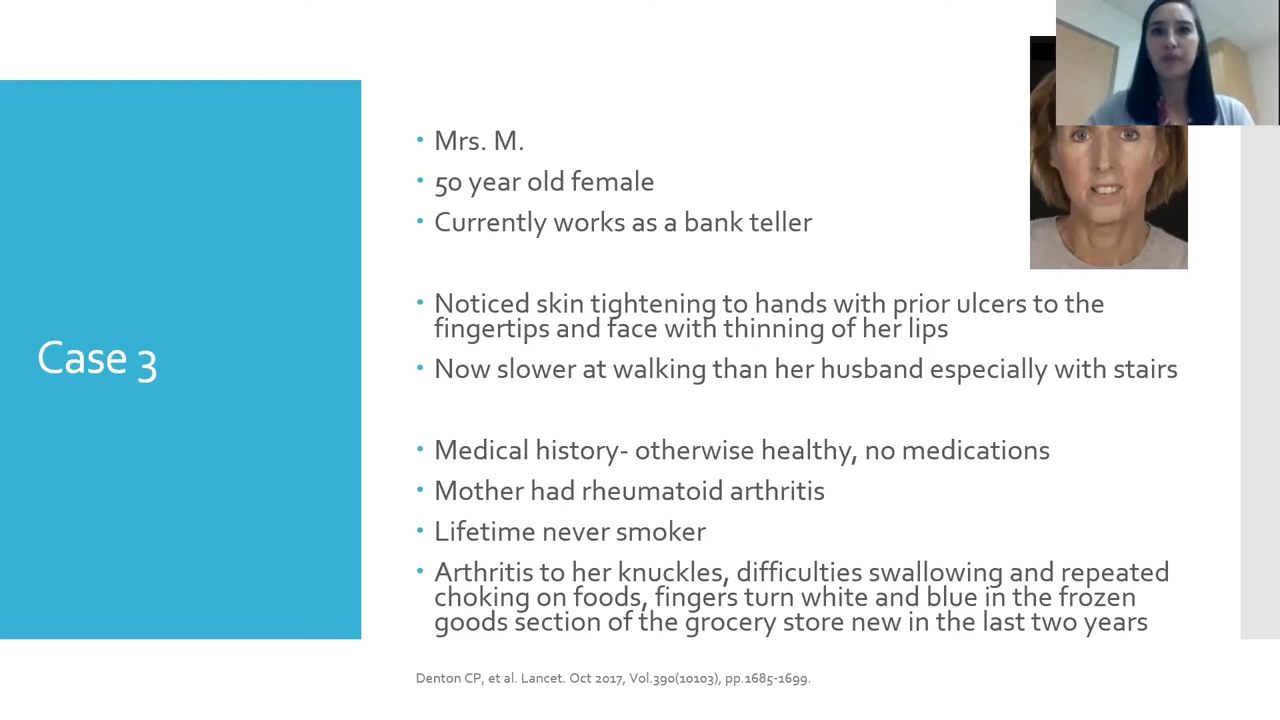 Case 3
• Mrs. M.
• 50 year old female
• Currently works as a bank teller
• Noticed skin tightening to hands with prior ulcers to the
fingertips and face with thinning of her lips
• Now slower at walking than her husband especially with stairs
• Medical history- otherwise healthy, no medications
• Mother had rheumatoid arthritis
• Lifetime never smoker
• Arthritis to her knuckles, difficulties swallowing and repeated
choking on foods, fingers turn white and blue in the frozen
goods section of the grocery store new in the last two years
Denton CP, et al. Lancet. Oct 2017, Vol.390(10103), pp.1685-1699.